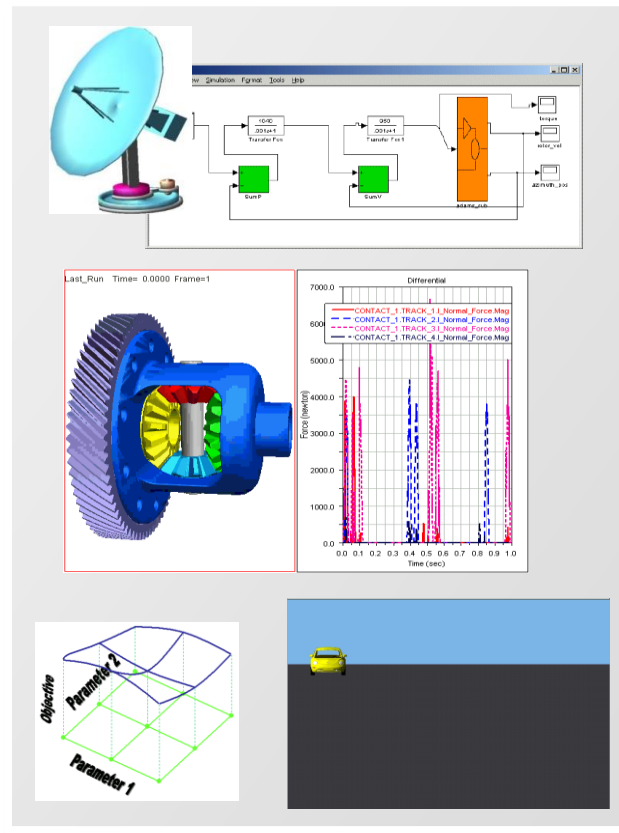 ew Simulation Format Tools Help
1040
.001s+1
Transfer Fcn
960
.001s+1
Transfer Fcn1
SumP
SumV
adams_sub
torque
rotor_vel
azimuth_pos
Last_Run Time= 0.0000 Frame=1
Differential
CONTACT_1.TRACK_1.I_Normal_Force.Mag
CONTACT_1.TRACK_2.I_Normal_Force.Mag
CONTACT_1.TRACK_3.I_Normal_Force.Mag
CONTACT_1.TRACK_4.I_Normal_Force.Mag
7000.0
6000.0
5000.0
4000.0
3000.0
2000.0
1000.0
0.0
Force (newton)
0.0 0.1 0.2 0.3 0.4 0.5 0.6 0.7 0.8 0.9 1.0
Time (sec)
Objective
Parameter 2
Parameter 1